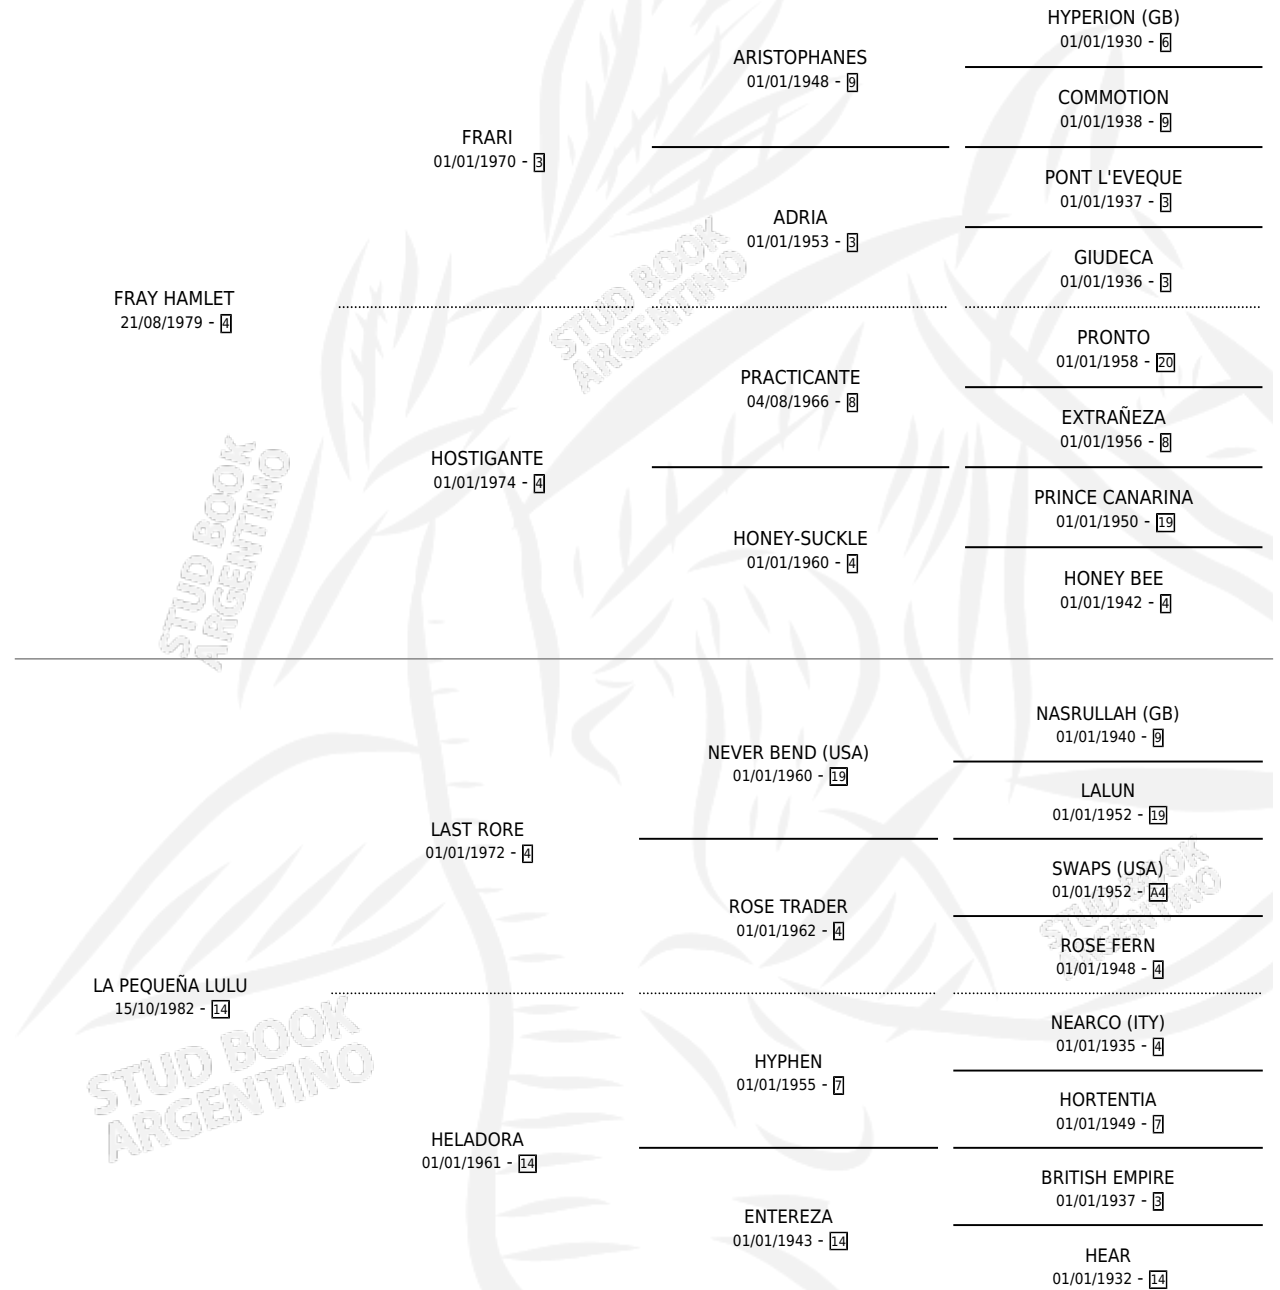 FRAY HAMLET
21/08/1979 - 4
FRARI
01/01/1970 - 3
HOSTIGANTE
01/01/1974 - 4
ARISTOPHANES
01/01/1948 - 9
ADRIA
01/01/1953 - 3
PRACTICANTE
04/08/1966 - 8
HONEY-SUCKLE
01/01/1960 - 4
HYPERION (GB)
01/01/1930 - 6
COMMOTION
01/01/1938 - 9
PONT L'EVEQUE
01/01/1937 - 3
GIUDECA
01/01/1936 - 3
PRONTO
01/01/1958 - 20
EXTRAÑEZA
01/01/1956 - 8
PRINCE CANARINA
01/01/1950 - 19
HONEY BEE
01/01/1942 - 4
LA PEQUEÑA LULU
15/10/1982 - 14
LAST RORE
01/01/1972 - 4
HELADORA
01/01/1961 - 14
NEVER BEND (USA)
01/01/1960 - 19
ROSE TRADER
01/01/1962 - 4
HYPHEN
01/01/1955 - 7
ENTEREZA
01/01/1943 - 14
NASRULLAH (GB)
01/01/1940 - 9
LALUN
01/01/1952 - 19
SWAPS (USA)
01/01/1952 - A4
ROSE FERN
01/01/1948 - 4
NEARCO (ITY)
01/01/1935 - 4
HORTENTIA
01/01/1949 - 7
BRITISH EMPIRE
01/01/1937 - 3
HEAR
01/01/1932 - 14
STUD BOOK
ARGENTINO
STUD BOOK
ARGENTINO
STUD BOOK
ARGENTINO
STUD BOOK
ARGENTINO